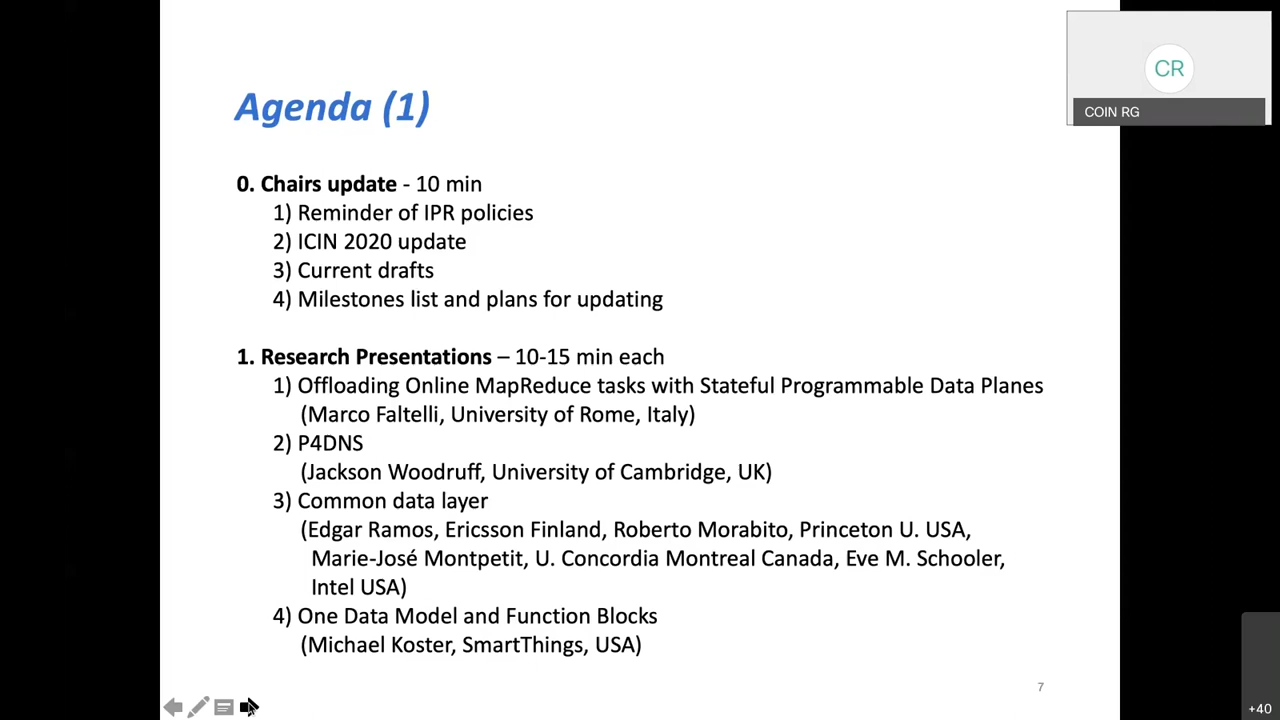 Agenda (1)
CR
COIN RG
0. Chairs update - 10 min
1) Reminder of IPR policies
2) ICIN 2020 update
3) Current drafts
4) Milestones list and plans for updating
1. Research Presentations – 10-15 min each
1) Offloading Online MapReduce tasks with Stateful Programmable Data Planes
(Marco Faltelli, University of Rome, Italy)
2) P4DNS
(Jackson Woodruff, University of Cambridge, UK)
3) Common data layer
(Edgar Ramos, Ericsson Finland, Roberto Morabito, Princeton U. USA,
Marie-José Montpetit, U. Concordia Montreal Canada, Eve M. Schooler,
Intel USA)
4) One Data Model and Function Blocks
(Michael Koster, SmartThings, USA)
7
+40